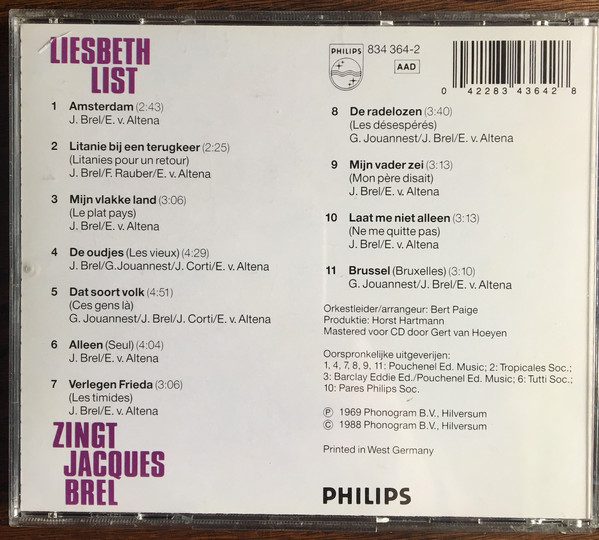 LIESBETH
LIST
1 Amsterdam (2:43)
J. Brel/E. v. Altena
2 Litanie bij een terugkeer (2:25)
(Litanies pour un retour)
J. Brel/F. Rauber/E. v. Altena
3 Mijn vlakke land (3:06)
(Le plat pays)
J. Brel/E. v. Altena
4 De oudjes (Les vieux) (4:29)
J. Brel/G.Jouannest/J. Corti/E. v. Altena
5 Dat soort volk (4:51)
(Ces gens là)
G. Jouannest/J. Brel/J. Corti/E. v. Altena
6 Alleen (Seul) (4:04)
J. Brel/E. v. Altena
7 Verlegen Frieda (3:06)
(Les timides)
J. Brel/E. v. Altena
ZINGT
JACQUES
BREL
PHILIPS
834 364-2
AAD
0 42283 43642 8
8 De radelozen (3:40)
(Les désespérés)
G. Jouannest/J. Brel/E. v. Altena
9 Mijn vader zei (3:13)
(Mon père disait)
J. Brel/E. v. Altena
10 Laat me niet alleen (3:13)
(Ne me quitte pas)
J. Brel/E. v. Altena
11 Brussel (Bruxelles) (3:10)
G. Jouannest/J. Brel/E. v. Altena
Orkestleider/arrangeur: Bert Paige
Produktie: Horst Hartmann
Mastered voor CD door Gert van Hoeyen
Oorspronkelijke uitgeverijen:
1, 4, 7, 8, 9, 11: Pouchenel Ed. Music; 2: Tropicales Soc.;
3: Barclay Eddie Ed./Pouchenel Ed. Music; 6: Tutti Soc.;
10: Pares Philips Soc.
Ⓟ 1969 Phonogram B.V., Hilversum
© 1988 Phonogram B.V., Hilversum
Printed in West Germany
PHILIPS